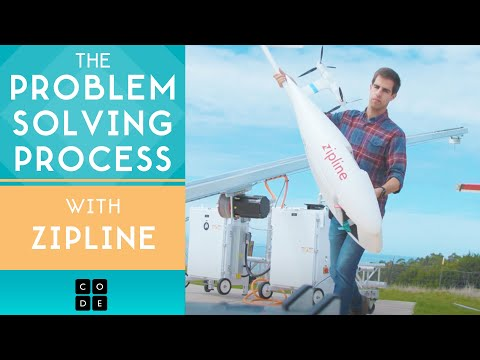 THE
PROBLEM
SOLVING
PROCESS
WITH
ZIPLINE
C O
D E
zipline